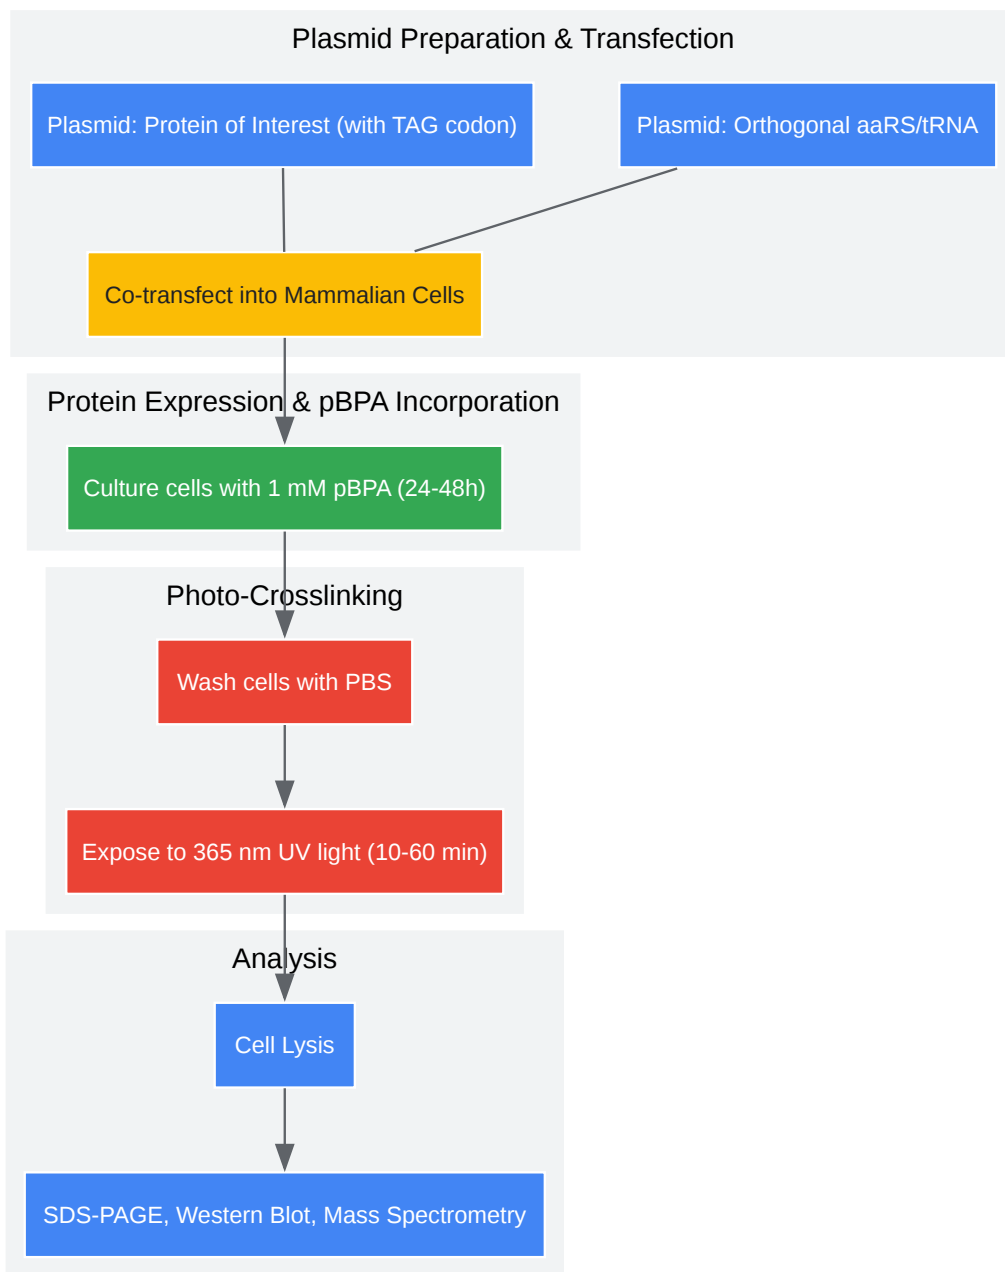 Plasmid Preparation & Transfection
Plasmid: Protein of Interest (with TAG codon)
Plasmid: Orthogonal aaRS/tRNA
Co-transfect into Mammalian Cells
Protein Expression & pBPA Incorporation
Culture cells with 1 mM pBPA (24-48h)
Photo-Crosslinking
Wash cells with PBS
Expose to 365 nm UV light (10-60 min)
Analysis
Cell Lysis
SDS-PAGE, Western Blot, Mass Spectrometry